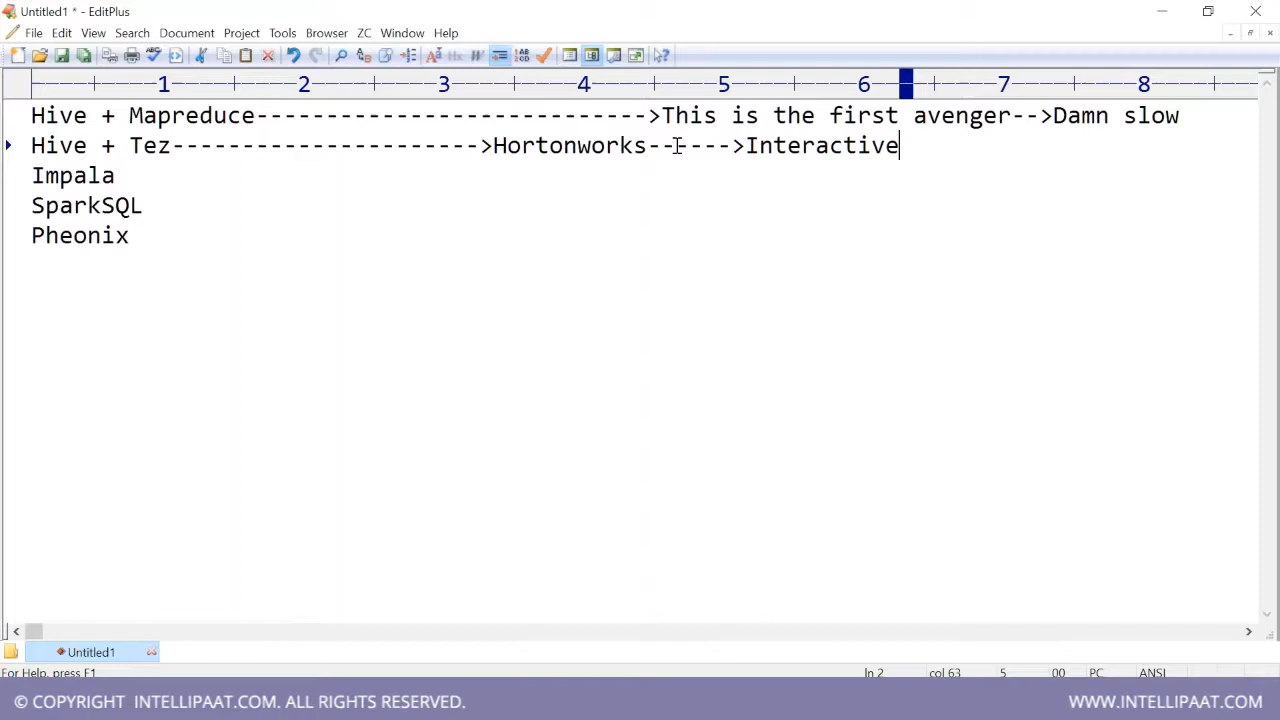 Untitled1 * - EditPlus
File Edit View Search Document Project Tools Browser ZC Window Help
1 2 3 4 5 6 7 8
Hive + Mapreduce---------------------------->This is the first avenger-->Damn slow
Hive + Tez---------------------->Hortonworks------>Interactive
Impala
SparkSQL
Pheonix
Untitled1
For Help, press F1 ln 2 col 63 5 00 PC ANSI
© COPYRIGHT INTELLIPAAT.COM. ALL RIGHTS RESERVED. WWW.INTELLIPAAT.COM